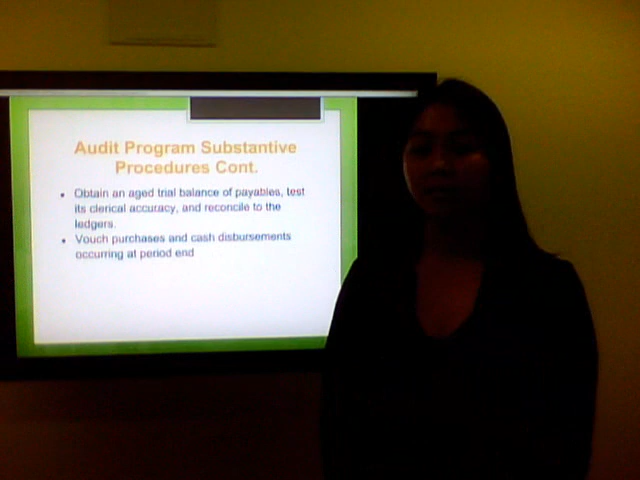 Audit Program Substantive
Procedures Cont.
• Obtain an aged trial balance of payables, test
its clerical accuracy, and reconcile to the
ledgers.
• Vouch purchases and cash disbursements
occurring at period end